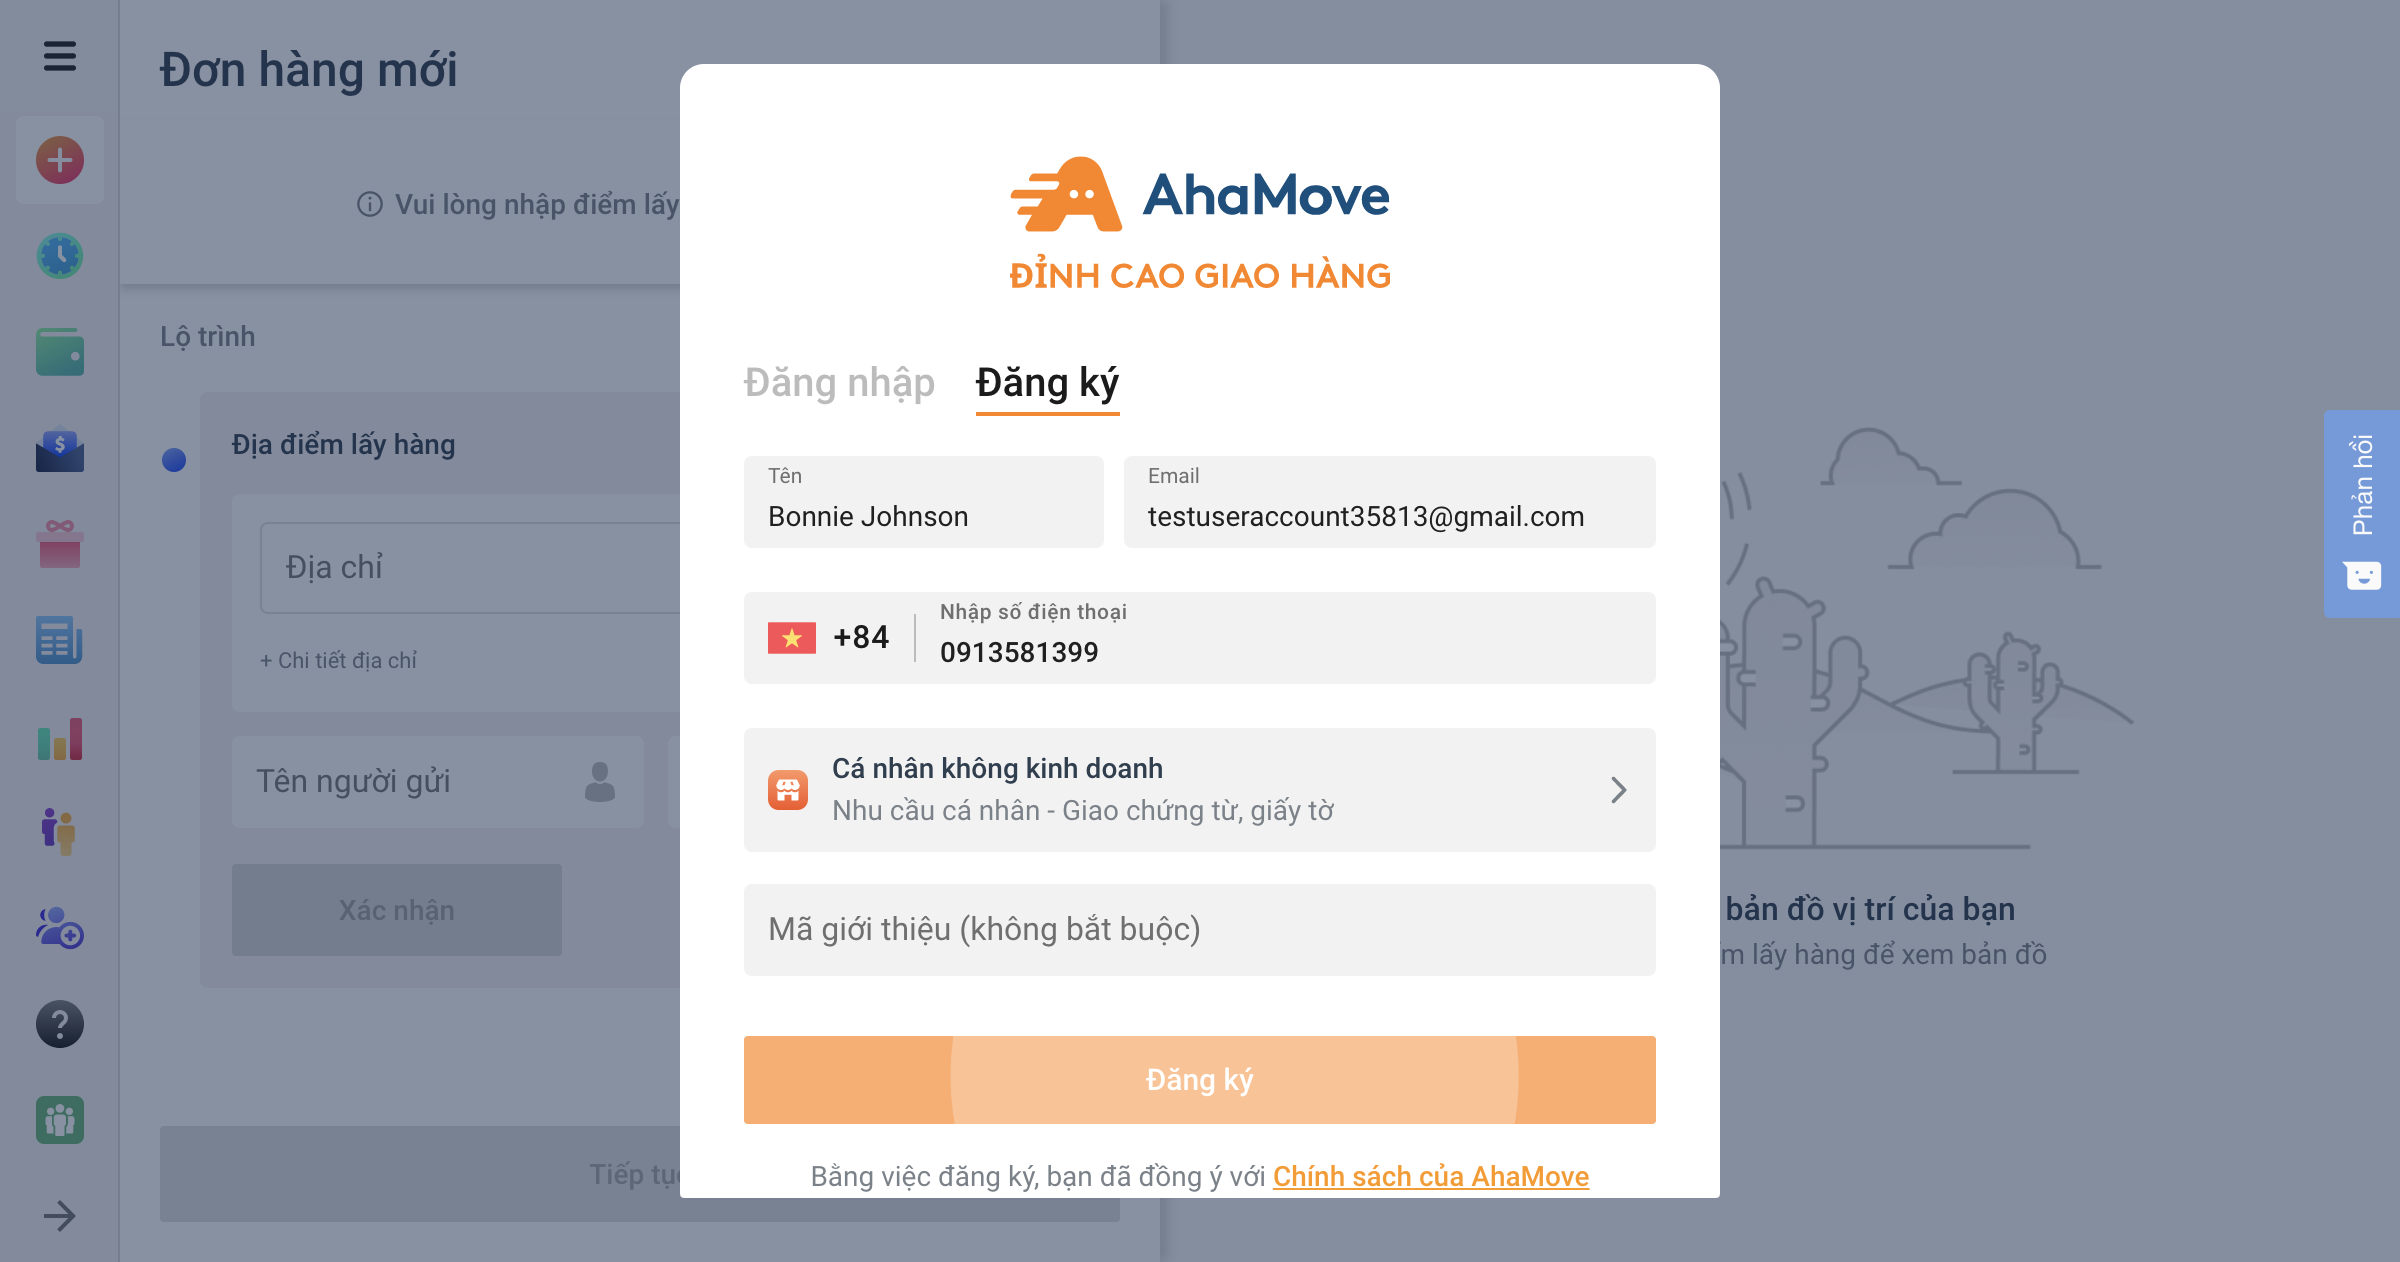 Đơn hàng mới
Vui lòng nhập điểm lấy
Lộ trình
Địa điểm lấy hàng
Địa chỉ
+ Chi tiết địa chỉ
Tên người gửi
Xác nhận
AhaMove
ĐỈNH CAO GIAO HÀNG
Đăng nhập Đăng ký
Tên
Bonnie Johnson
Email
testuseraccount35813@gmail.com
+84
Nhập số điện thoại
0913581399
Cá nhân không kinh doanh
Nhu cầu cá nhân - Giao chứng từ, giấy tờ
Mã giới thiệu (không bắt buộc)
Đăng ký
Bằng việc đăng ký, bạn đã đồng ý với Chính sách của AhaMove
bản đồ vị trí của bạn
lấy hàng để xem bản đồ
Phản hồi
Tiếp